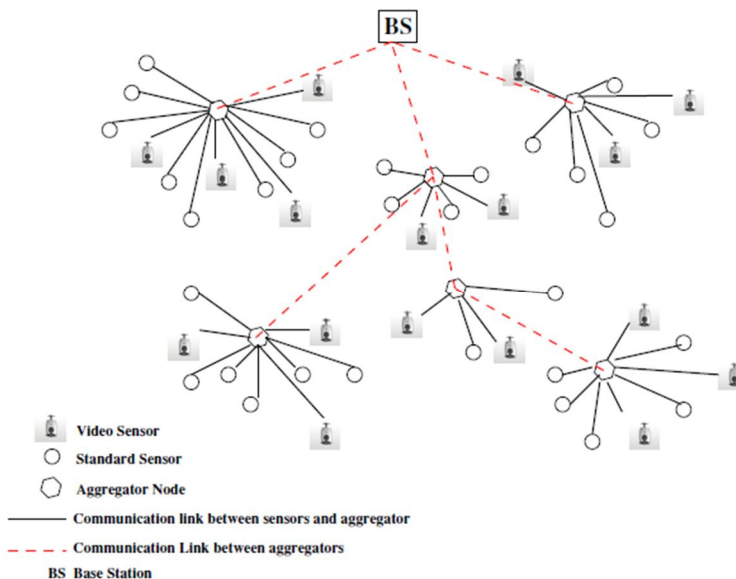 BS
Video Sensor
Standard Sensor
Aggregator Node
Communication link between sensors and aggregator
Communication Link between aggregators
BS Base Station